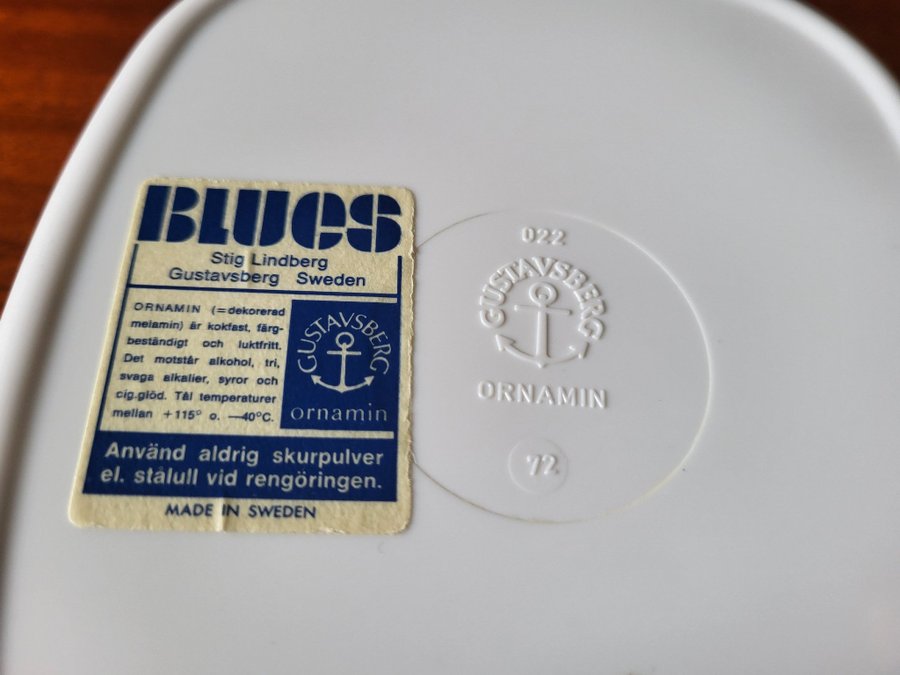 BLUES
Stig Lindberg
Gustavsberg Sweden
ORNAMIN (=dekorerad
melamin) är kokfast, färg-
beständigt och luktfritt.
Det motstår alkohol, tri,
svaga alkalier, syror och
cig.glöd. Tål temperaturer
mellan +115° o. —40°C.
GUSTAVSBERG
ornamin
Använd aldrig skurpulver
el. stålull vid rengöringen.
MADE IN SWEDEN
022
GUSTAVSBERG
ORNAMIN
72